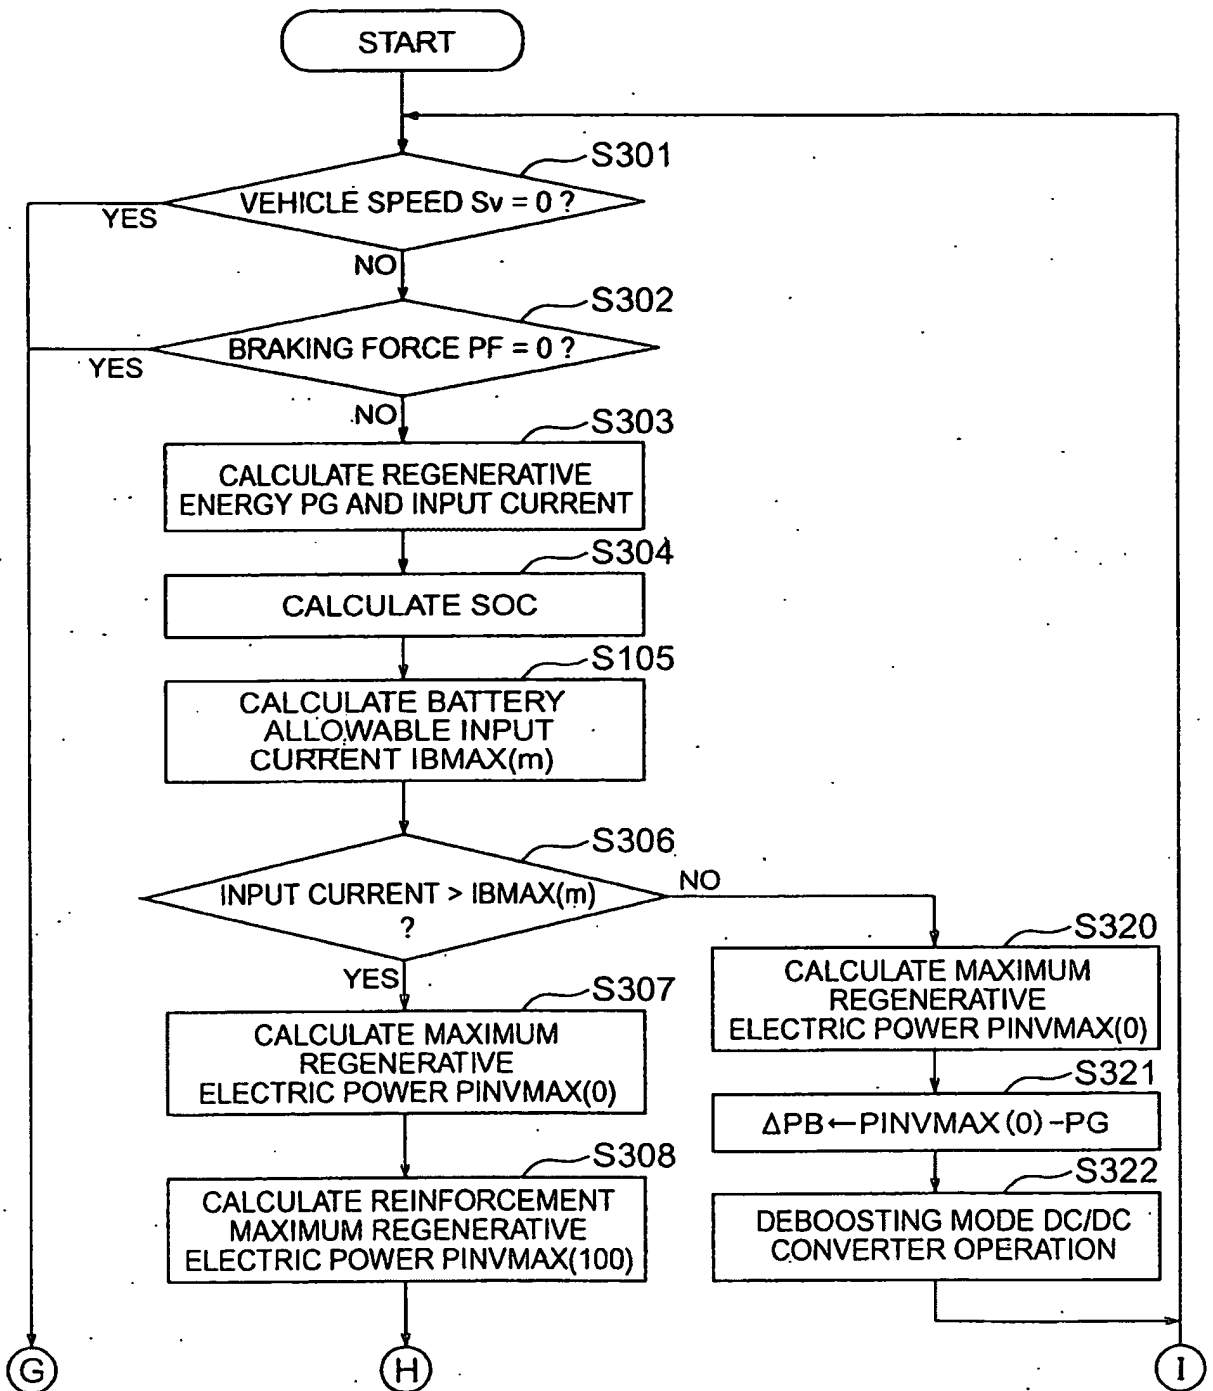 START
S301
VEHICLE SPEED Sv = 0 ?
YES
NO
S302
BRAKING FORCE PF = 0 ?
YES
NO
S303
CALCULATE REGENERATIVE
ENERGY PG AND INPUT CURRENT
S304
CALCULATE SOC
S105
CALCULATE BATTERY
ALLOWABLE INPUT
CURRENT IBMAX(m)
S306
INPUT CURRENT > IBMAX(m)
?
NO
YES
S307
CALCULATE MAXIMUM
REGENERATIVE
ELECTRIC POWER PINVMAX(0)
S308
CALCULATE REINFORCEMENT
MAXIMUM REGENERATIVE
ELECTRIC POWER PINVMAX(100)
S320
CALCULATE MAXIMUM
REGENERATIVE
ELECTRIC POWER PINVMAX(0)
S321
ΔPB←PINVMAX (0) –PG
S322
DEBOOSTING MODE DC/DC
CONVERTER OPERATION
G
H
I